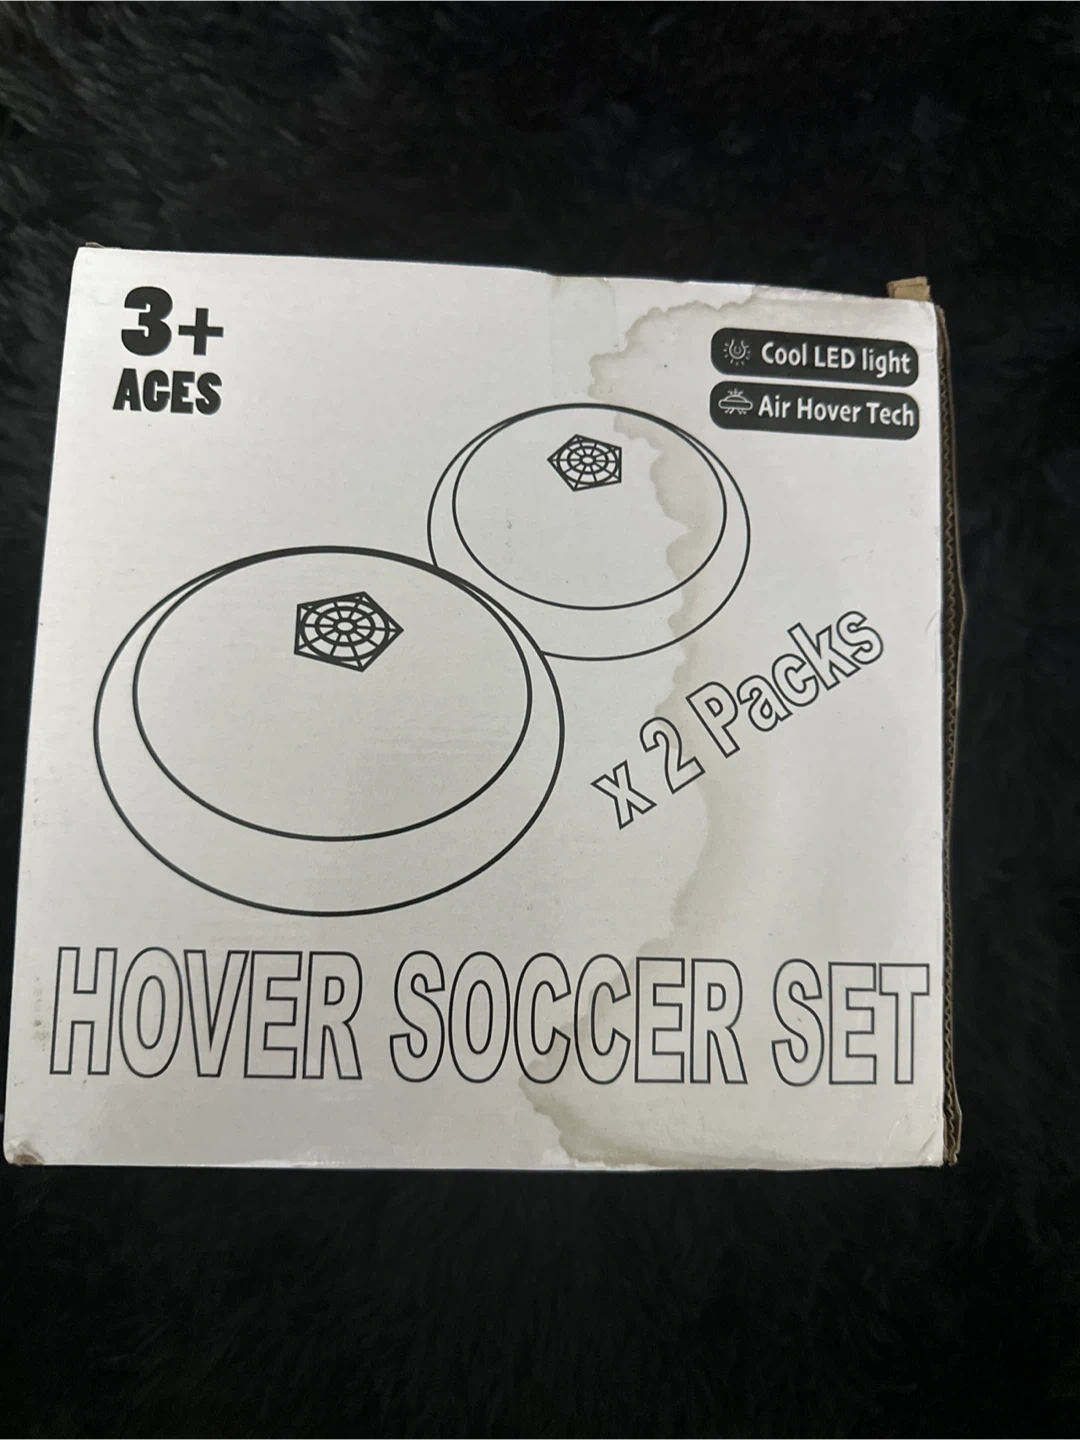 3+
AGES
Cool LED light
Air Hover Tech
x 2 Packs
HOVER SOCCER SET